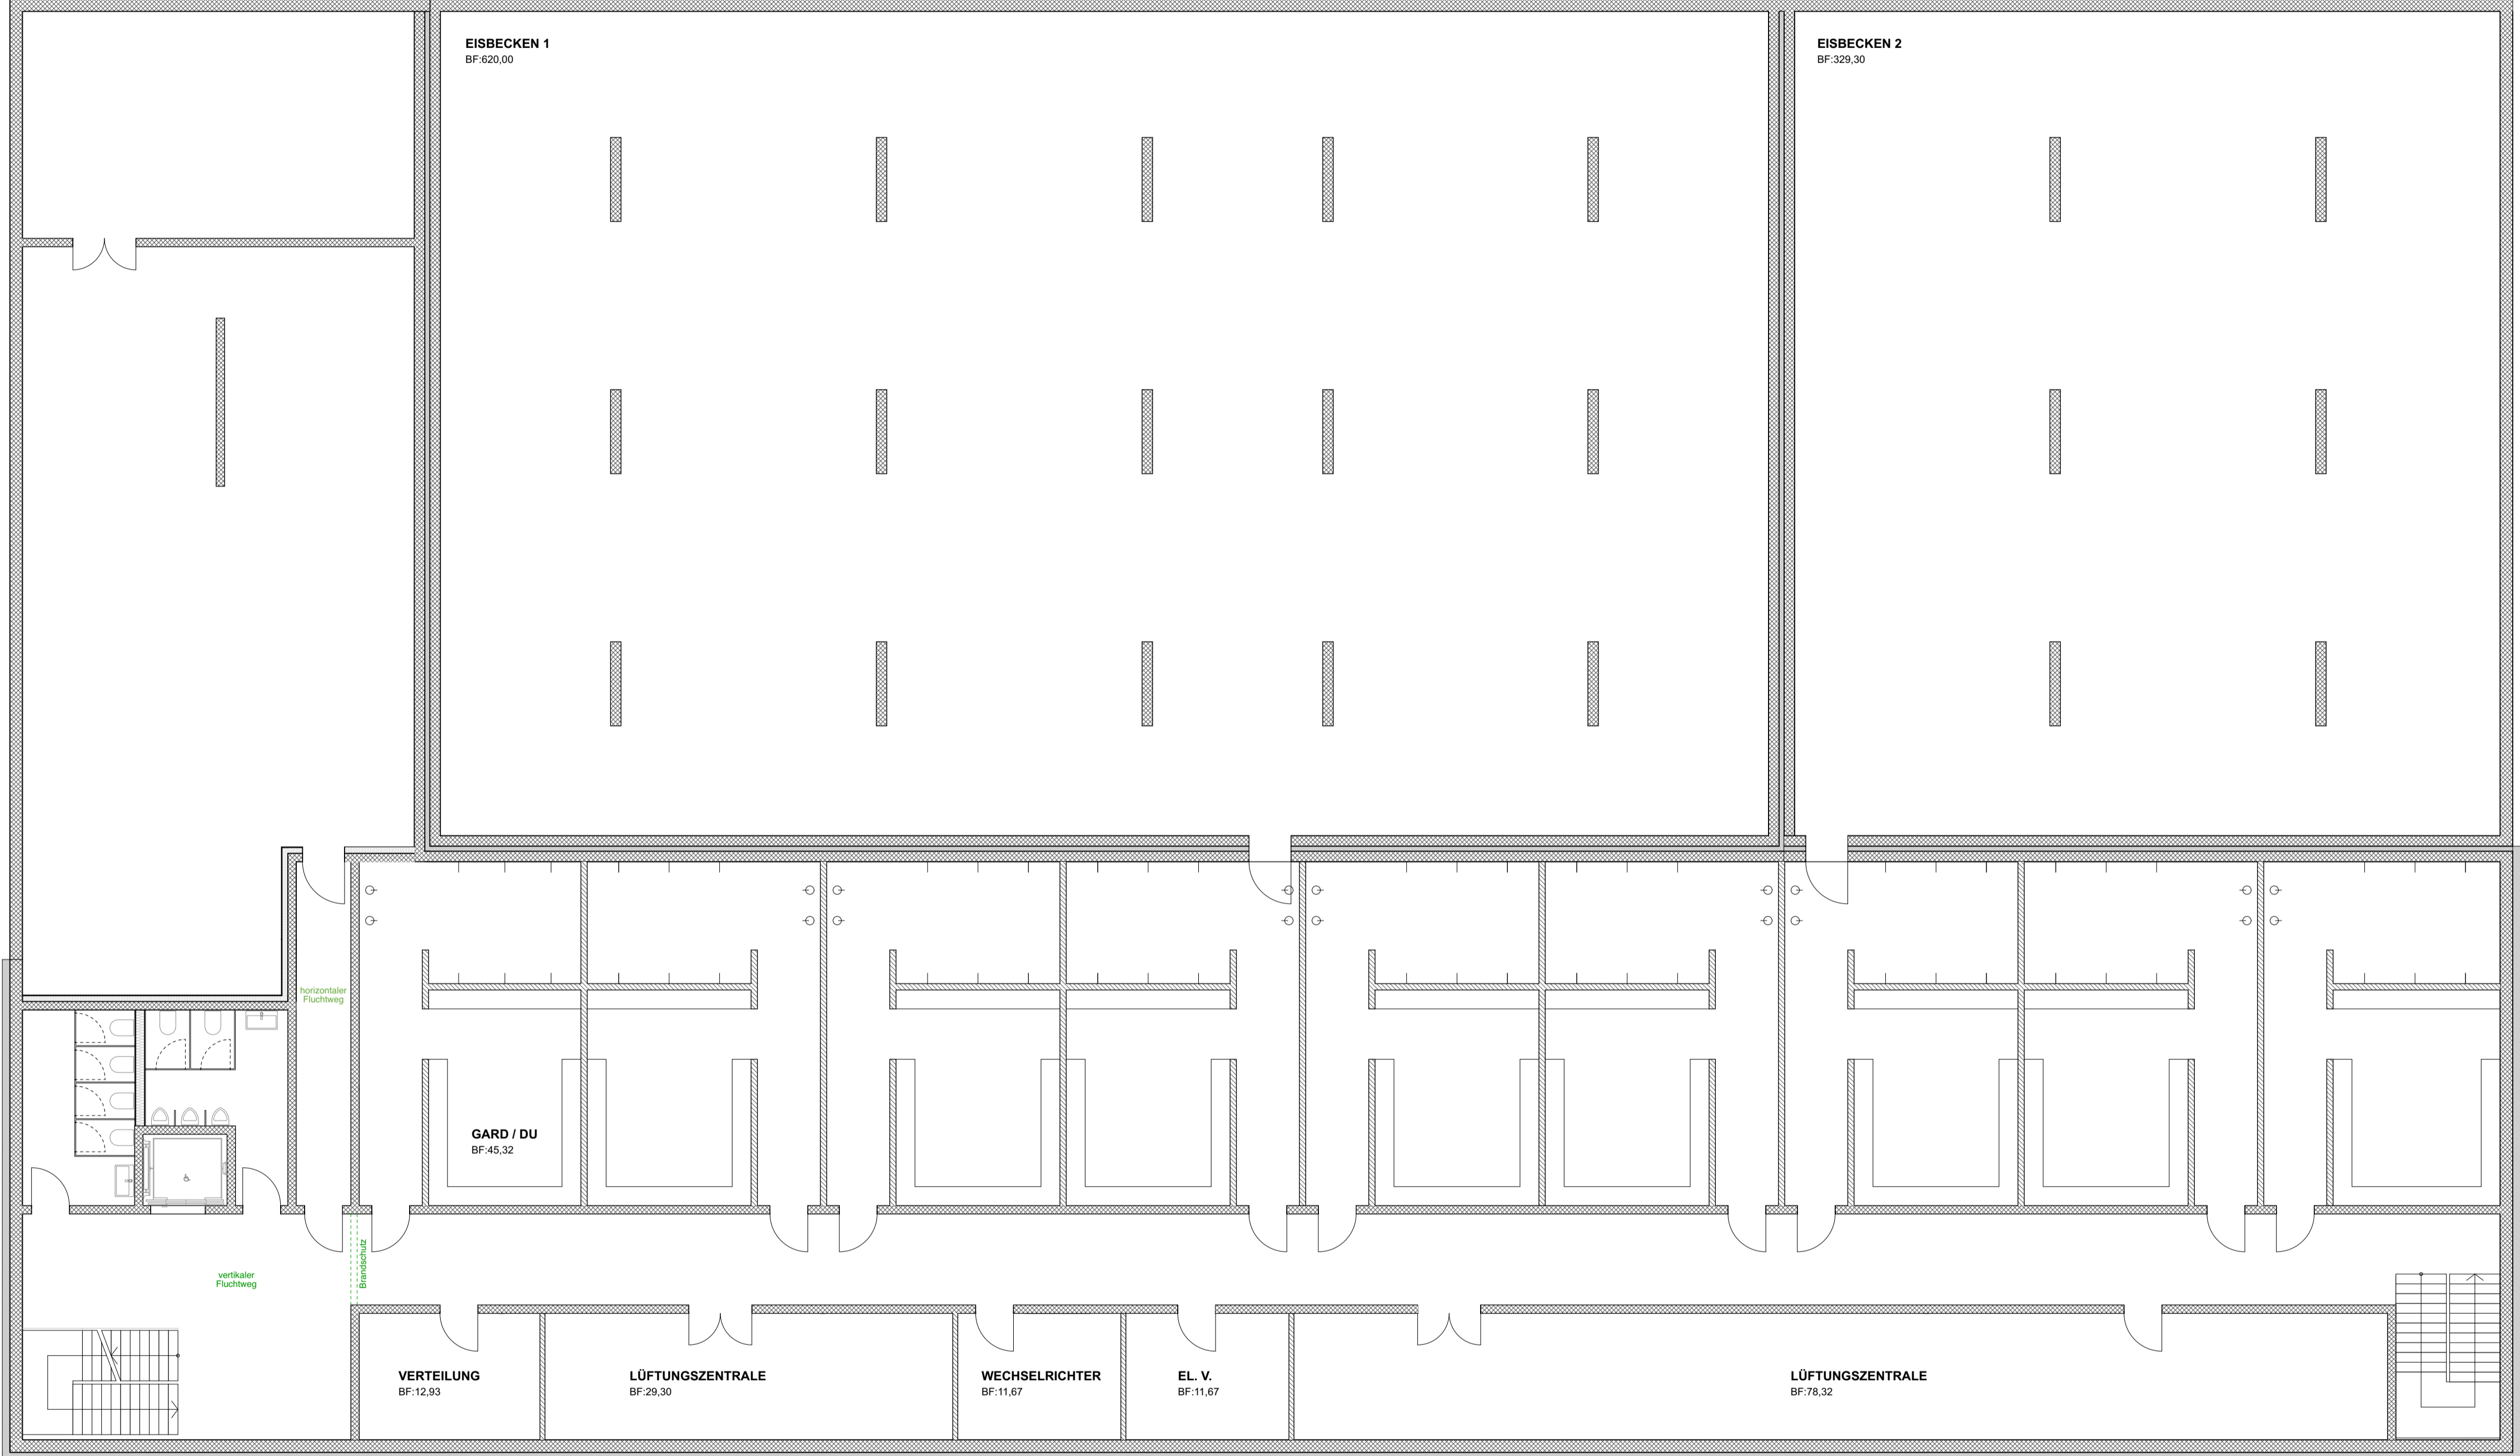 EISBECKEN 1
BF:620,00
EISBECKEN 2
BF:329,30
horizontaler
Fluchtweg
GARD / DU
BF:45,32
vertikaler
Fluchtweg
Brandschutz
VERTEILUNG
BF:12,93
LÜFTUNGSZENTRALE
BF:29,30
WECHSELRICHTER
BF:11,67
EL. V.
BF:11,67
LÜFTUNGSZENTRALE
BF:78,32